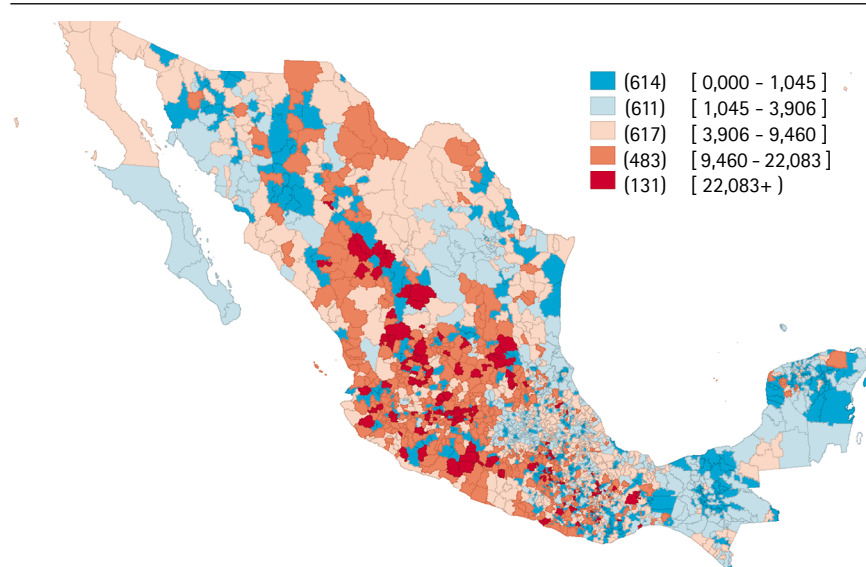 (614) [ 0,000 - 1,045 ]
(611) [ 1,045 - 3,906 ]
(617) [ 3,906 - 9,460 ]
(483) [ 9,460 - 22,083 ]
(131) [ 22,083+ )